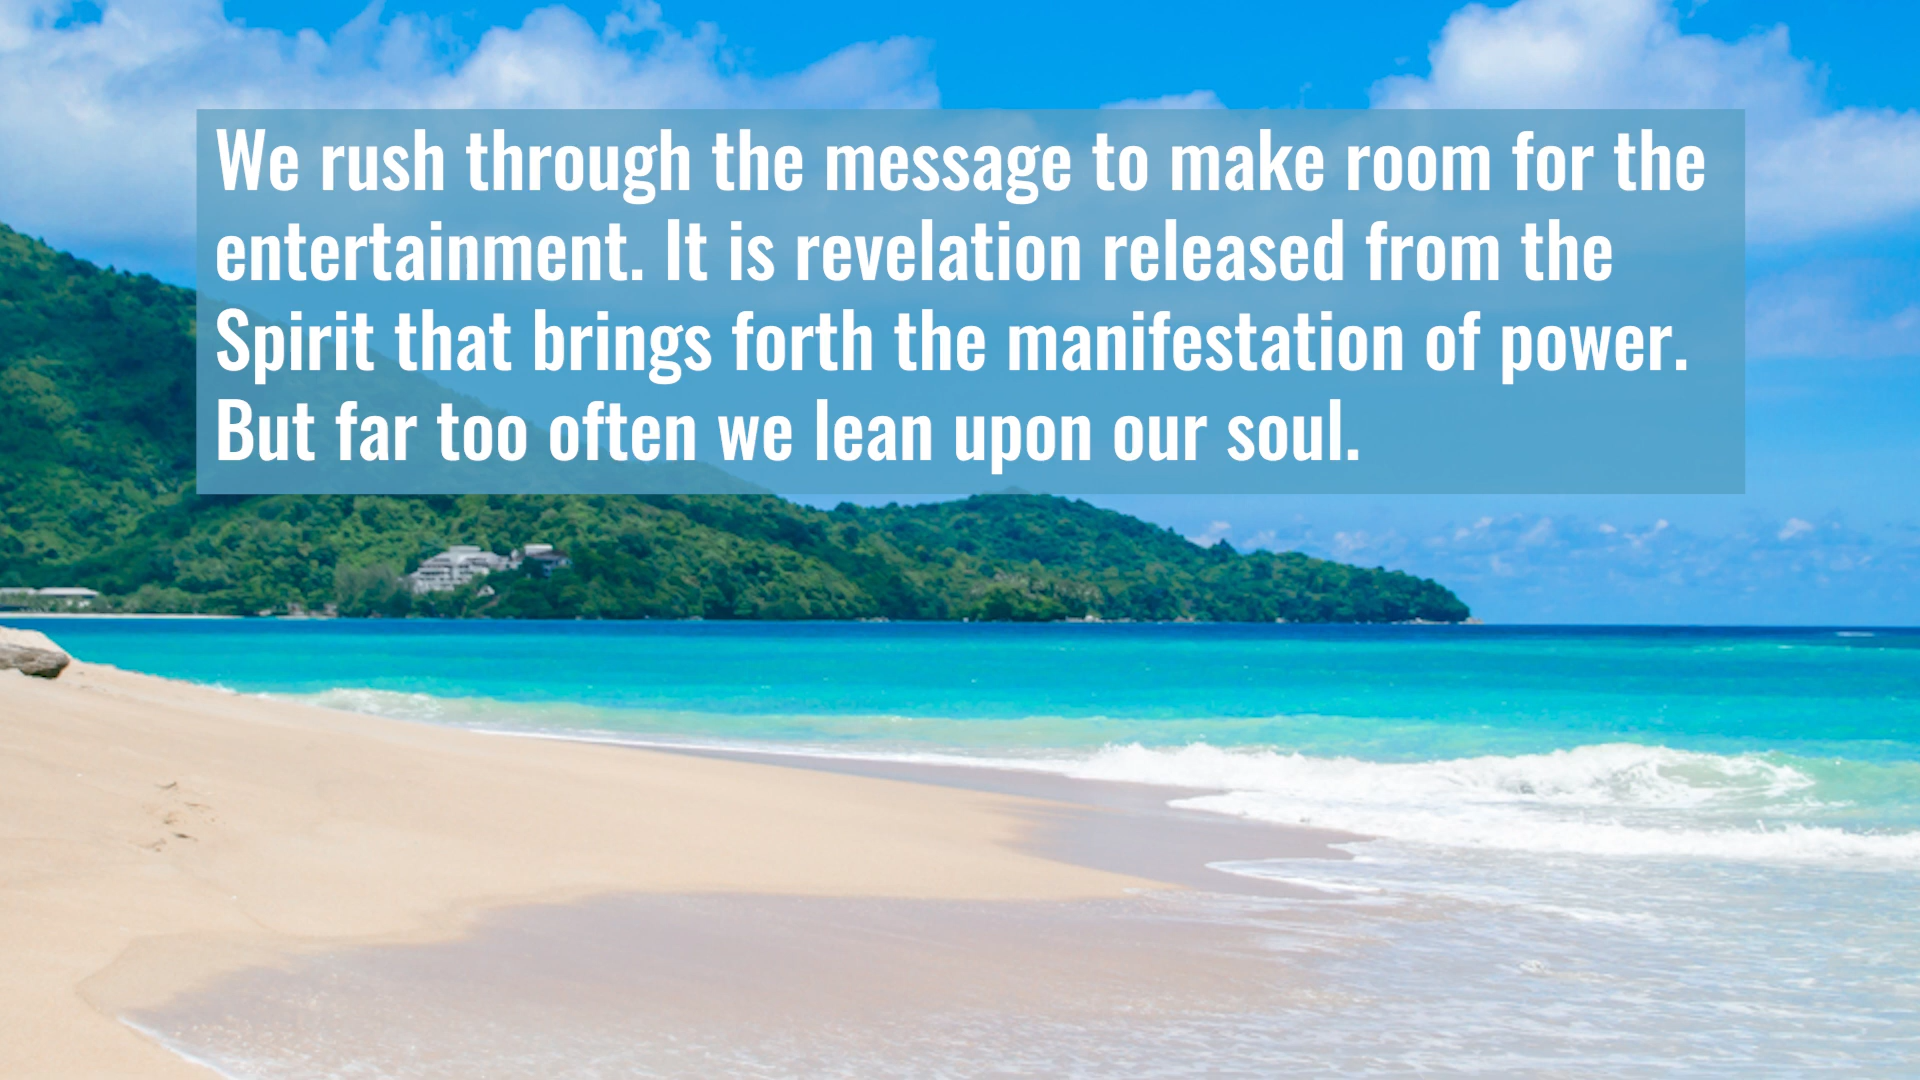 We rush through the message to make room for the
entertainment. It is revelation released from the
Spirit that brings forth the manifestation of power.
But far too often we lean upon our soul.